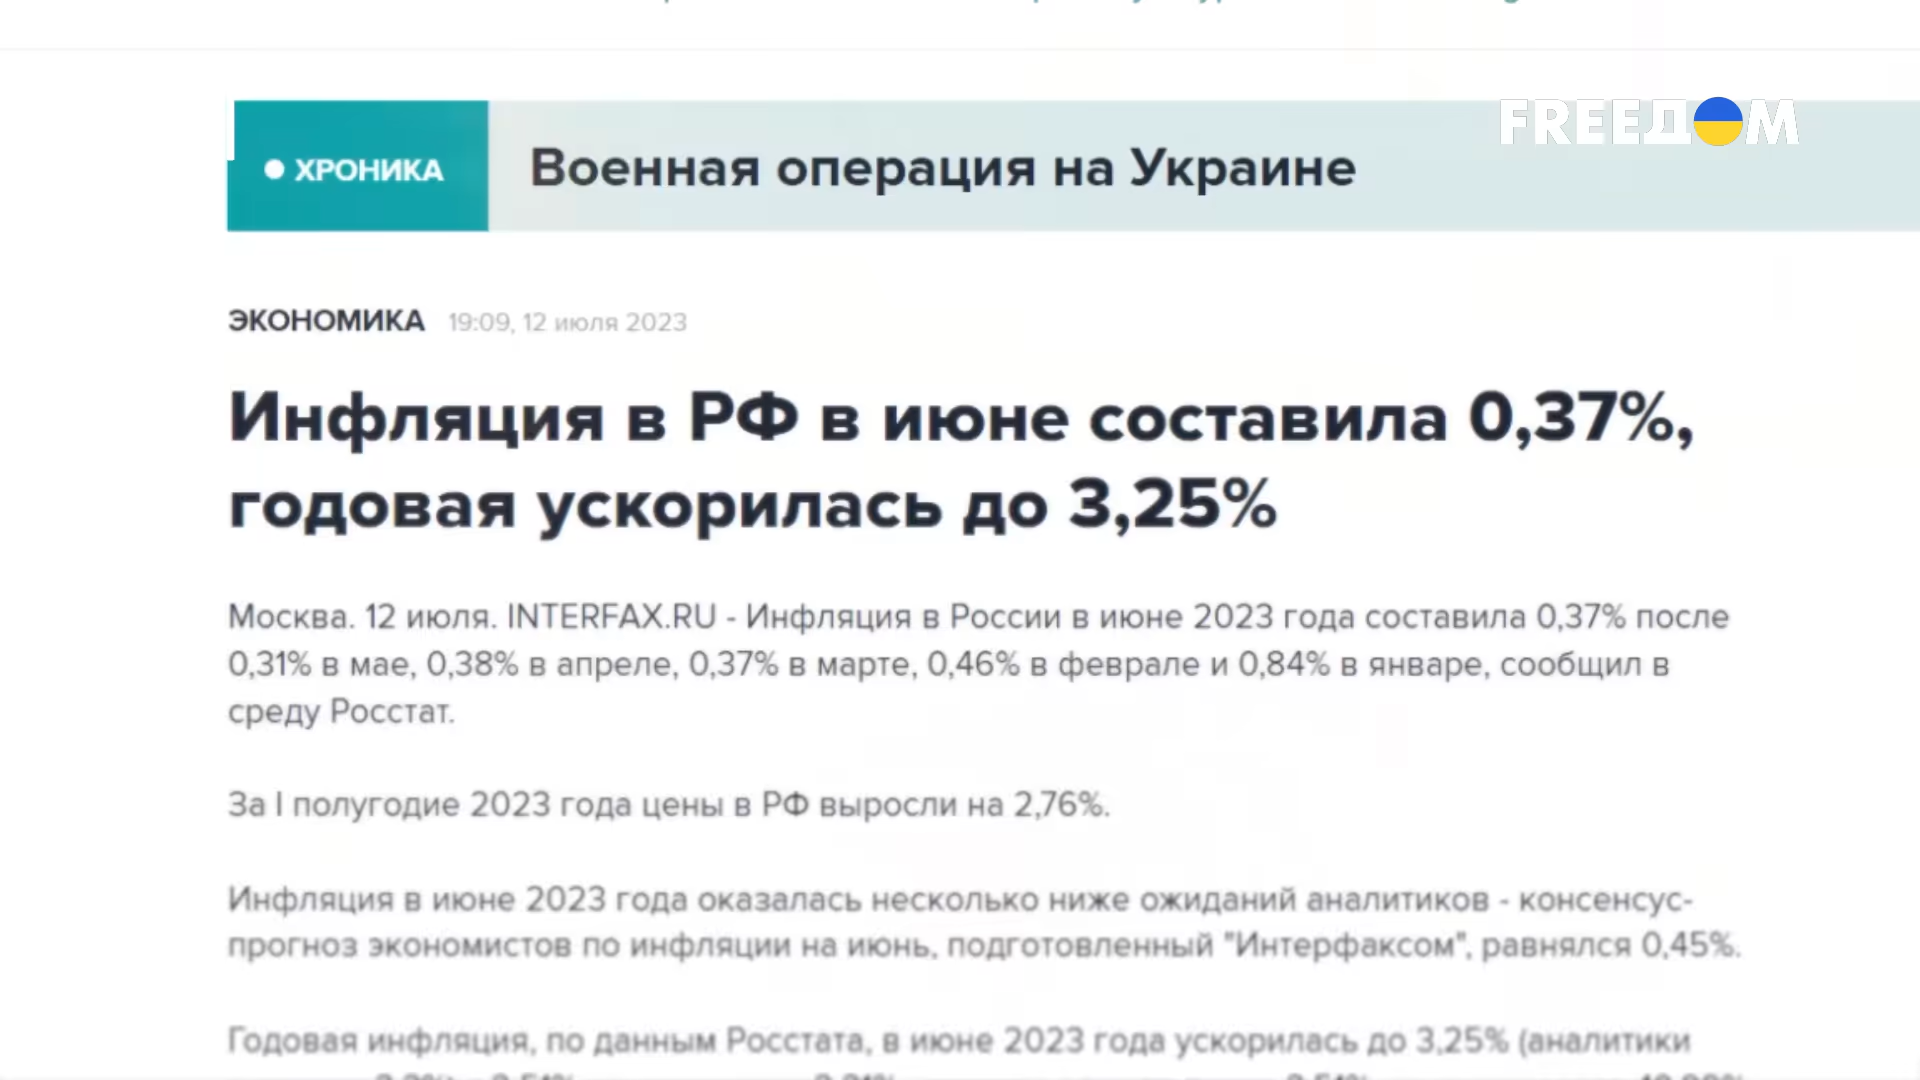 FREEДOM
ХРОНИКА
Военная операция на Украине
ЭКОНОМИКА 19:09, 12 июля 2023
Инфляция в РФ в июне составила 0,37%,
годовая ускорилась до 3,25%
Москва. 12 июля. INTERFAX.RU - Инфляция в России в июне 2023 года составила 0,37% после
0,31% в мае, 0,38% в апреле, 0,37% в марте, 0,46% в феврале и 0,84% в январе, сообщил в
среду Росстат.
За I полугодие 2023 года цены в РФ выросли на 2,76%.
Инфляция в июне 2023 года оказалась несколько ниже ожиданий аналитиков - консенсус-
прогноз экономистов по инфляции на июнь, подготовленный "Интерфаксом", равнялся 0,45%.
Годовая инфляция, по данным Росстата, в июне 2023 года ускорилась до 3,25% (аналитики